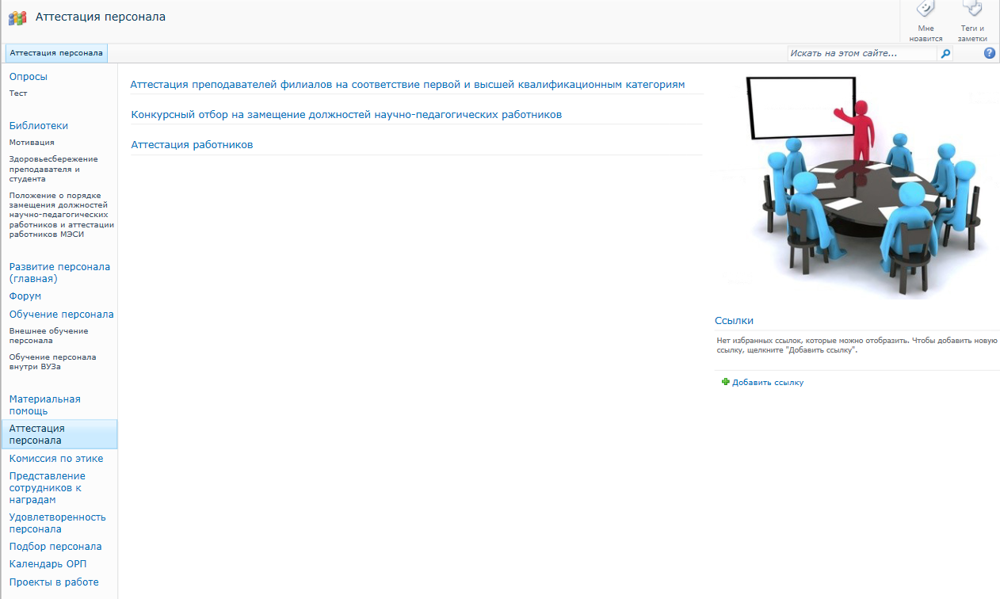 Аттестация персонала
Мне
нравится
Теги и
заметки
Аттестация персонала
Искать на этом сайте...
Опросы
Тест
Библиотеки
Мотивация
Здоровьесбережение
преподавателя и
студента
Положение о порядке
замещения должностей
научно-педагогических
работников и аттестации
работников МЭСИ
Развитие персонала
(главная)
Форум
Обучение персонала
Внешнее обучение
персонала
Обучение персонала
внутри ВУЗа
Материальная
помощь
Аттестация
персонала
Комиссия по этике
Представление
сотрудников к
наградам
Удовлетворенность
персонала
Подбор персонала
Календарь ОРП
Проекты в работе
Аттестация преподавателей филиалов на соответствие первой и высшей квалификационным категориям
Конкурсный отбор на замещение должностей научно-педагогических работников
Аттестация работников
Ссылки
Нет избранных ссылок, которые можно отобразить. Чтобы добавить новую
ссылку, щелкните "Добавить ссылку".
Добавить ссылку